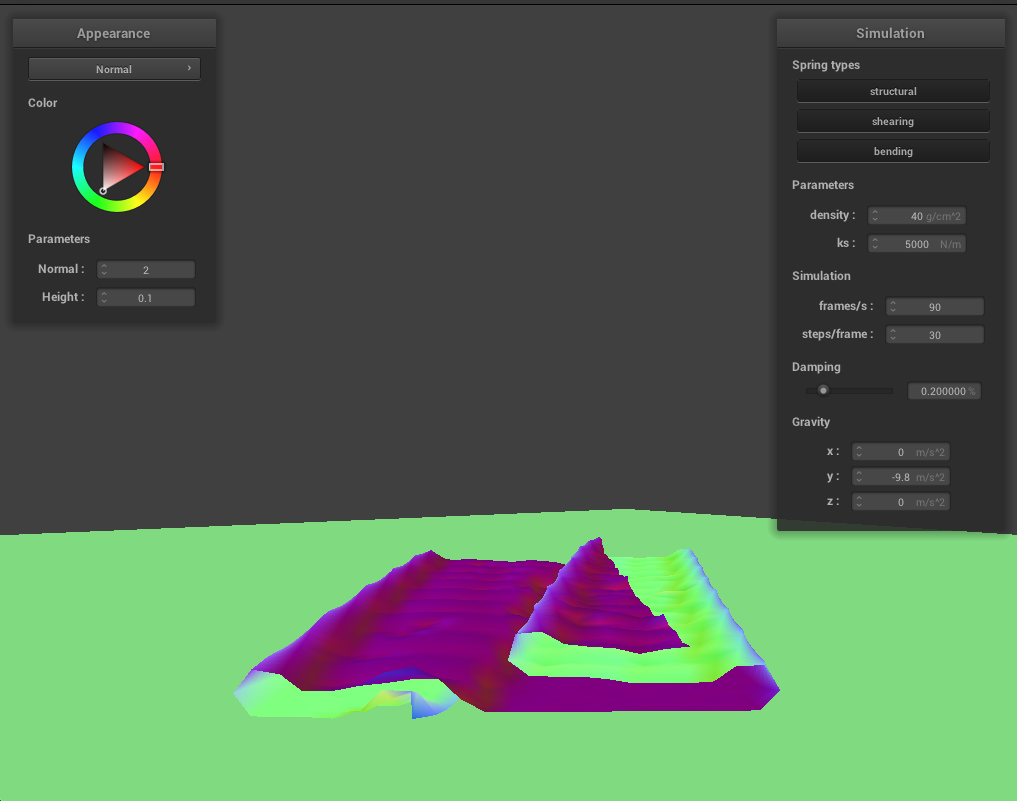 Appearance
Normal
Color
Parameters
Normal : 2
Height : 0.1
Simulation
Spring types
structural
shearing
bending
Parameters
density : 40 g/cm^2
ks : 5000 N/m
Simulation
frames/s : 90
steps/frame : 30
Damping
0.200000 %
Gravity
x : 0 m/s^2
y : -9.8 m/s^2
z : 0 m/s^2